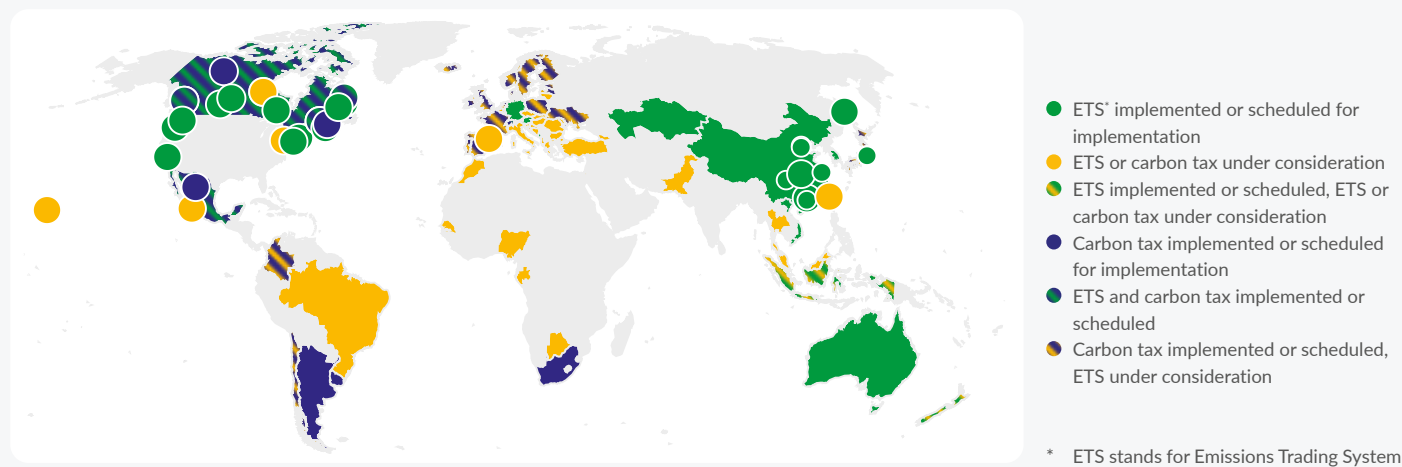 ETS* implemented or scheduled for
implementation
ETS or carbon tax under consideration
ETS implemented or scheduled, ETS or
carbon tax under consideration
Carbon tax implemented or scheduled
for implementation
ETS and carbon tax implemented or
scheduled
Carbon tax implemented or scheduled,
ETS under consideration
* ETS stands for Emissions Trading System